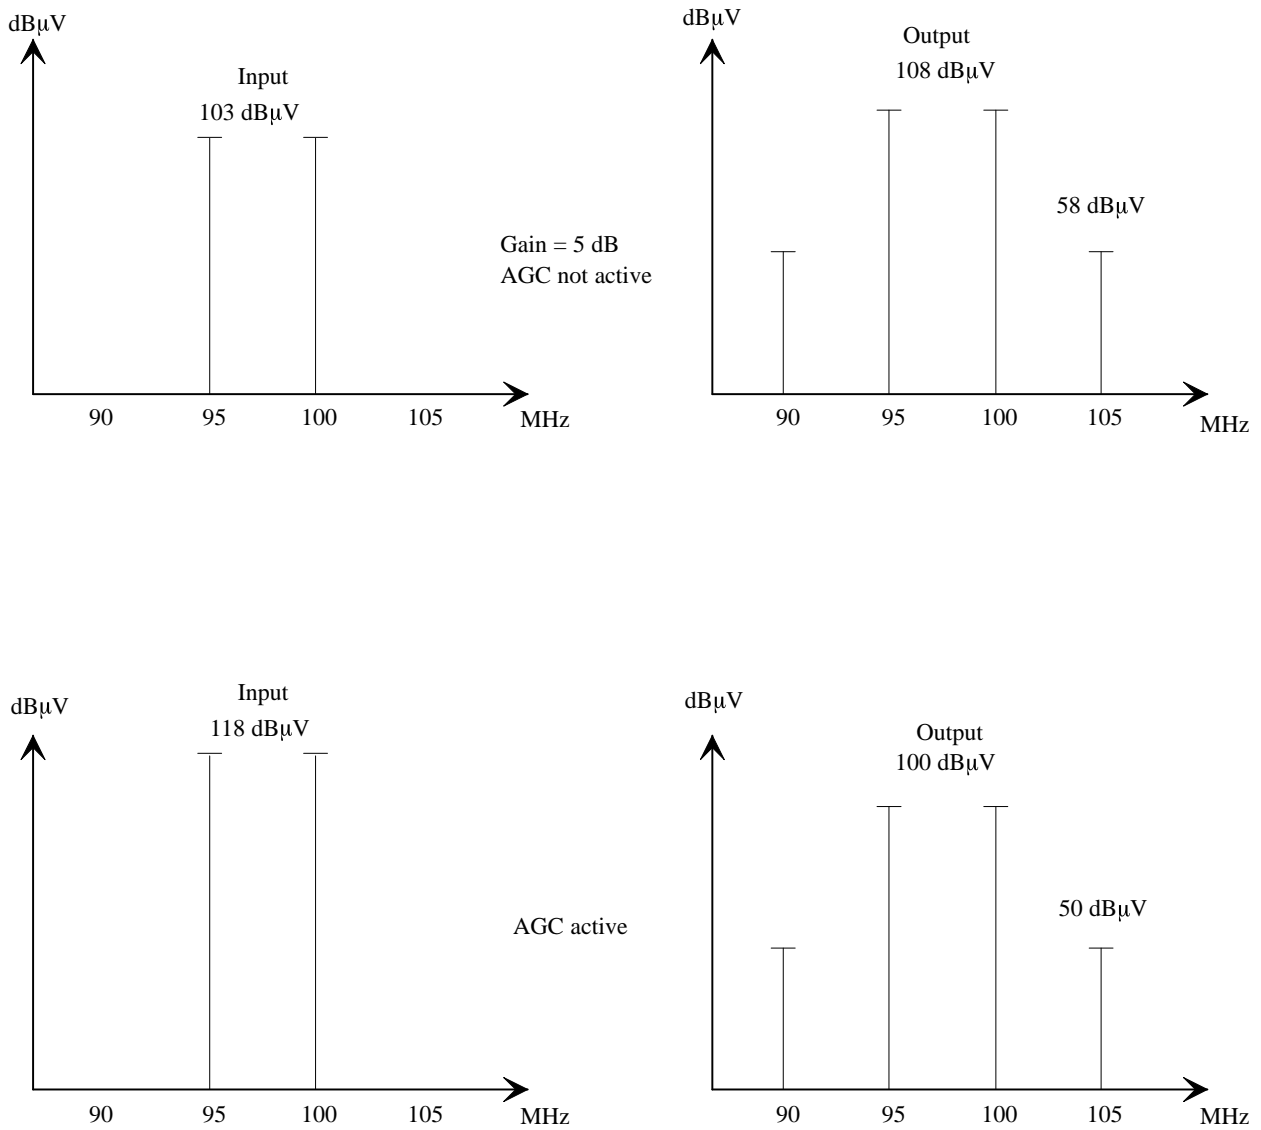 dBµV
Input
103 dBµV
90 95 100 105 MHz
Gain = 5 dB
AGC not active
dBµV
Output
108 dBµV
58 dBµV
90 95 100 105 MHz
dBµV
Input
118 dBµV
90 95 100 105 MHz
AGC active
dBµV
Output
100 dBµV
50 dBµV
90 95 100 105 MHz